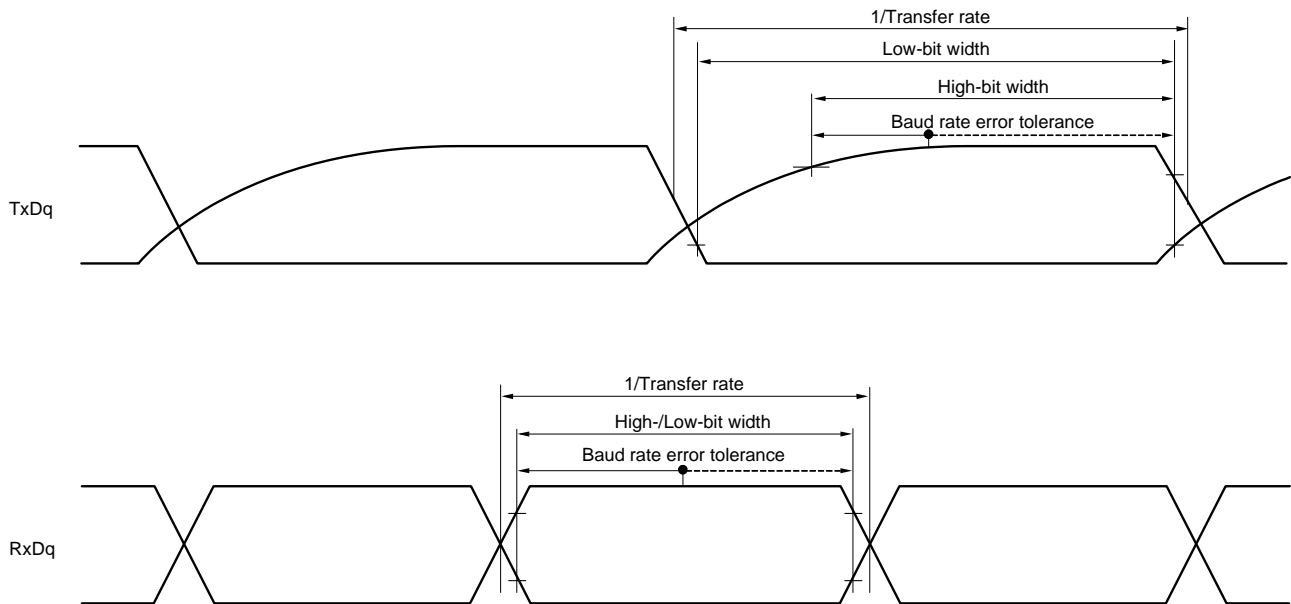 1/Transfer rate
Low-bit width
High-bit width
Baud rate error tolerance
TxDq
1/Transfer rate
High-/Low-bit width
Baud rate error tolerance
RxDq